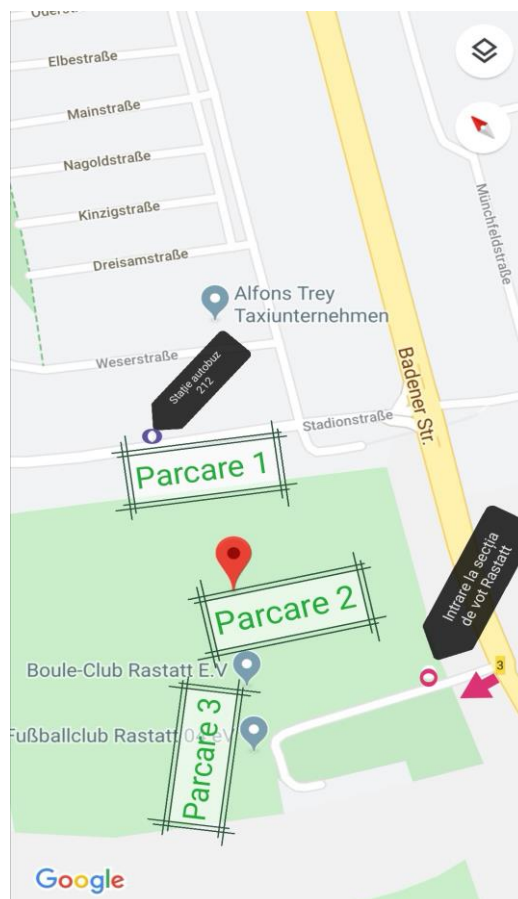 Elbestraße
Mainstraße
Nagoldstraße
Kinzigstraße
Dreisamstraße
Münchfeldstraße
Alfons Trey
Taxiunternehmen
Weserstraße
Stație autobuz
212
Badener Str.
Stadionstraße
Parcare 1
Intrare la secția
de vot Rastatt
Parcare 2
Boule-Club Rastatt E.V
3
Fußballclub Rastatt 04 eV
Parcare 3
Google